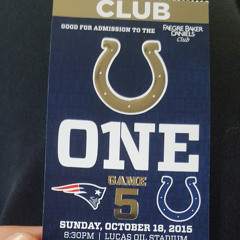 CLUB
GOOD FOR ADMISSION TO THE
FAEGRE BAKER
DANIELS
Club
ONE
GAME
5
SUNDAY, OCTOBER 18, 2015
8:30PM | LUCAS OIL STADIUM